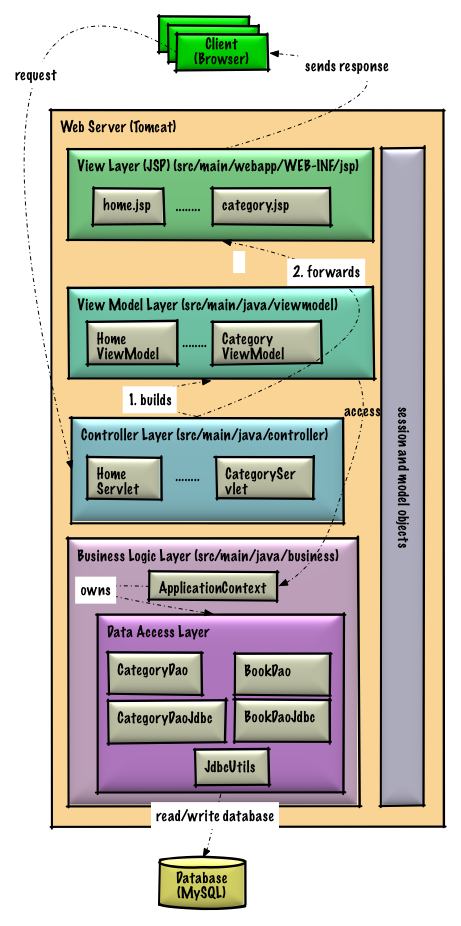 Client
(Browser)
request
sends response
Web Server (Tomcat)
View Layer (JSP) (src/main/webapp/WEB-INF/jsp)
home.jsp
........
category.jsp
2. forwards
View Model Layer (src/main/java/viewmodel)
Home
ViewModel
........
Category
ViewModel
1. builds
access
Controller Layer (src/main/java/controller)
Home
Servlet
........
CategorySer
vlet
session and model objects
Business Logic Layer (src/main/java/business)
ApplicationContext
owns
Data Access Layer
CategoryDao
BookDao
CategoryDaoJdbc
BookDaoJdbc
JdbcUtils
read/write database
Database
(MySQL)